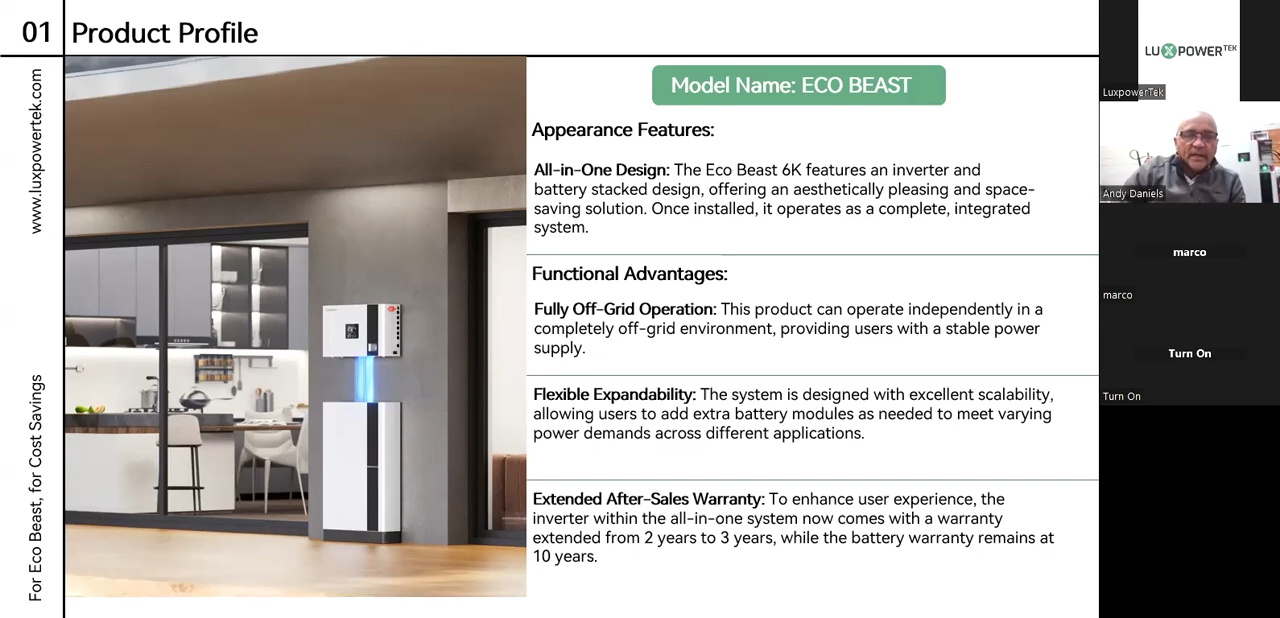 01 Product Profile
www.luxpowertek.com
For Eco Beast, for Cost Savings
Model Name: ECO BEAST
Appearance Features:
All-in-One Design: The Eco Beast 6K features an inverter and
battery stacked design, offering an aesthetically pleasing and space-
saving solution. Once installed, it operates as a complete, integrated
system.
Functional Advantages:
Fully Off-Grid Operation: This product can operate independently in a
completely off-grid environment, providing users with a stable power
supply.
Flexible Expandability: The system is designed with excellent scalability,
allowing users to add extra battery modules as needed to meet varying
power demands across different applications.
Extended After-Sales Warranty: To enhance user experience, the
inverter within the all-in-one system now comes with a warranty
extended from 2 years to 3 years, while the battery warranty remains at
10 years.
LUXPOWERTEK
LuxpowerTek
Andy Daniels
marco
marco
Turn On
Turn On